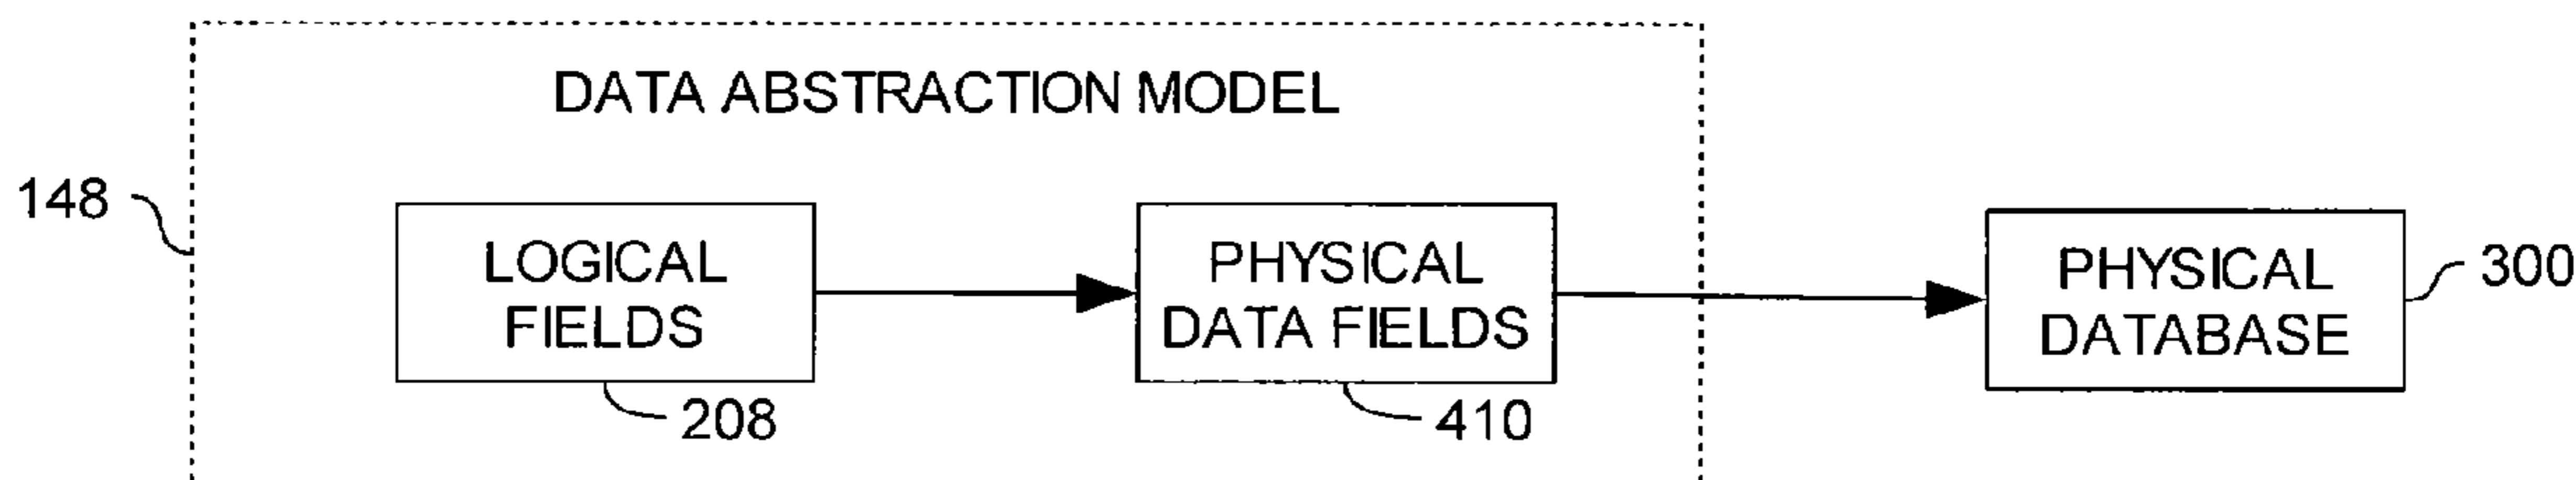 DATA ABSTRACTION MODEL
148
LOGICAL
FIELDS
208
PHYSICAL
DATA FIELDS
410
PHYSICAL
DATABASE
300